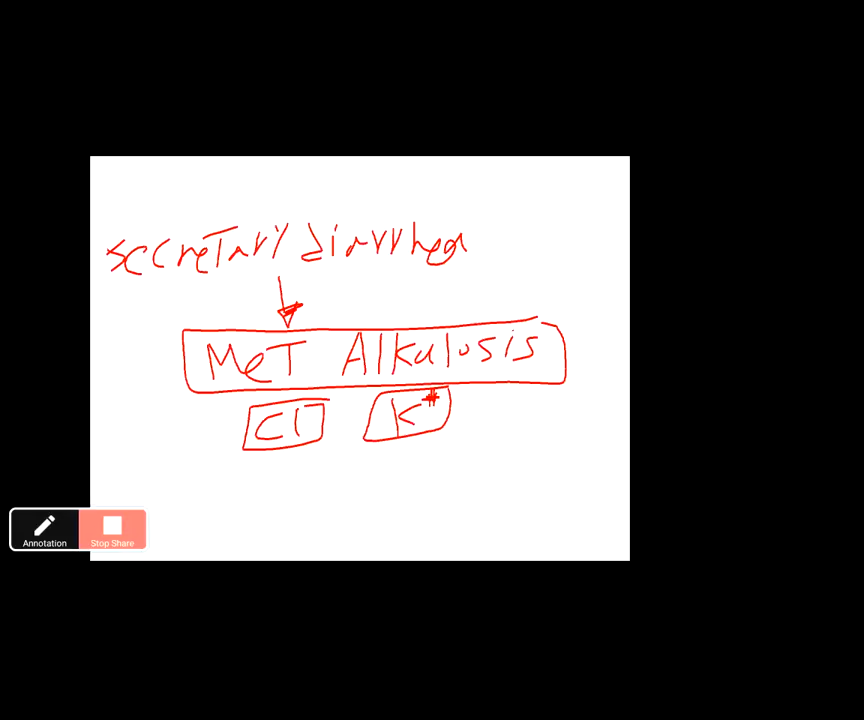 secretary diarrhea
MeT Alkalosis
Cl K+
Annotation Stop Share